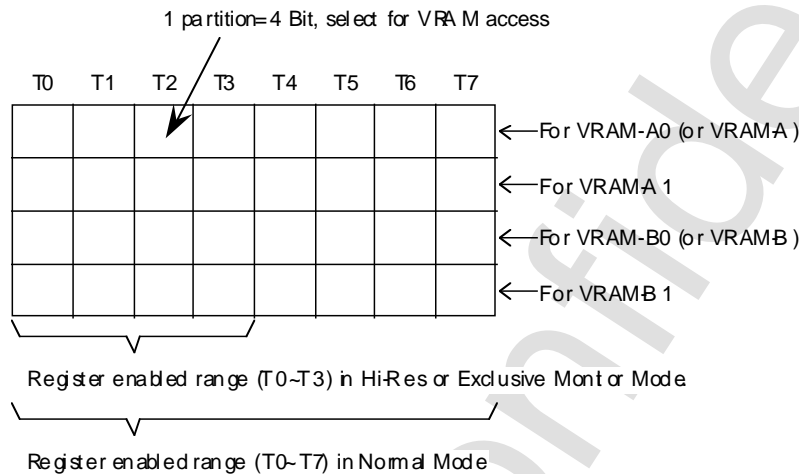 1 partition=4 Bit, select for VRAM access
T0 T1 T2 T3 T4 T5 T6 T7
For VRAM-A0 (or VRAM-A)
For VRAM-A1
For VRAM-B0 (or VRAM-B)
For VRAM-B1
Register enabled range (T0~T3) in Hi-Res or Exclusive Montor Mode.
Register enabled range (T0~T7) in Normal Mode